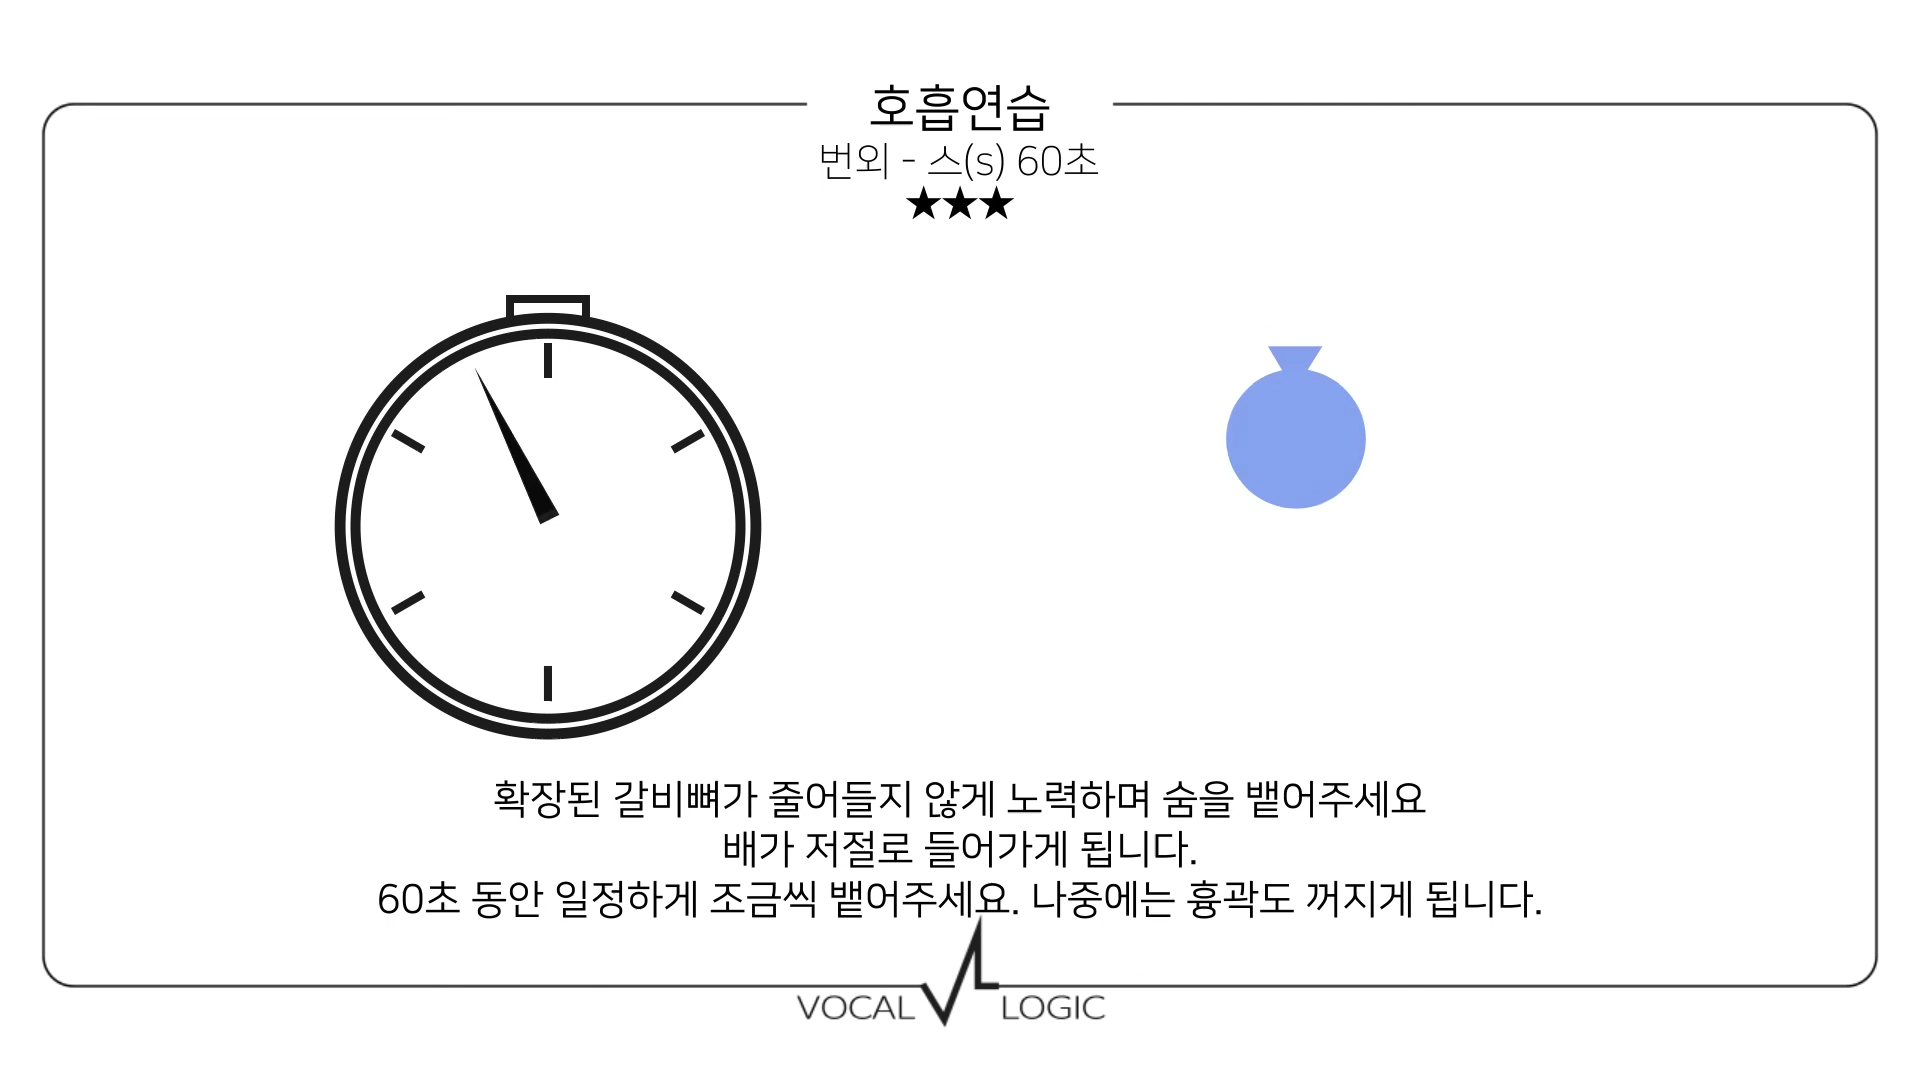 호흡연습
번외 - 스(s) 60초
★★★
확장된 갈비뼈가 줄어들지 않게 노력하며 숨을 뱉어주세요
배가 저절로 들어가게 됩니다.
60초 동안 일정하게 조금씩 뱉어주세요. 나중에는 흉곽도 꺼지게 됩니다.
VOCAL LOGIC